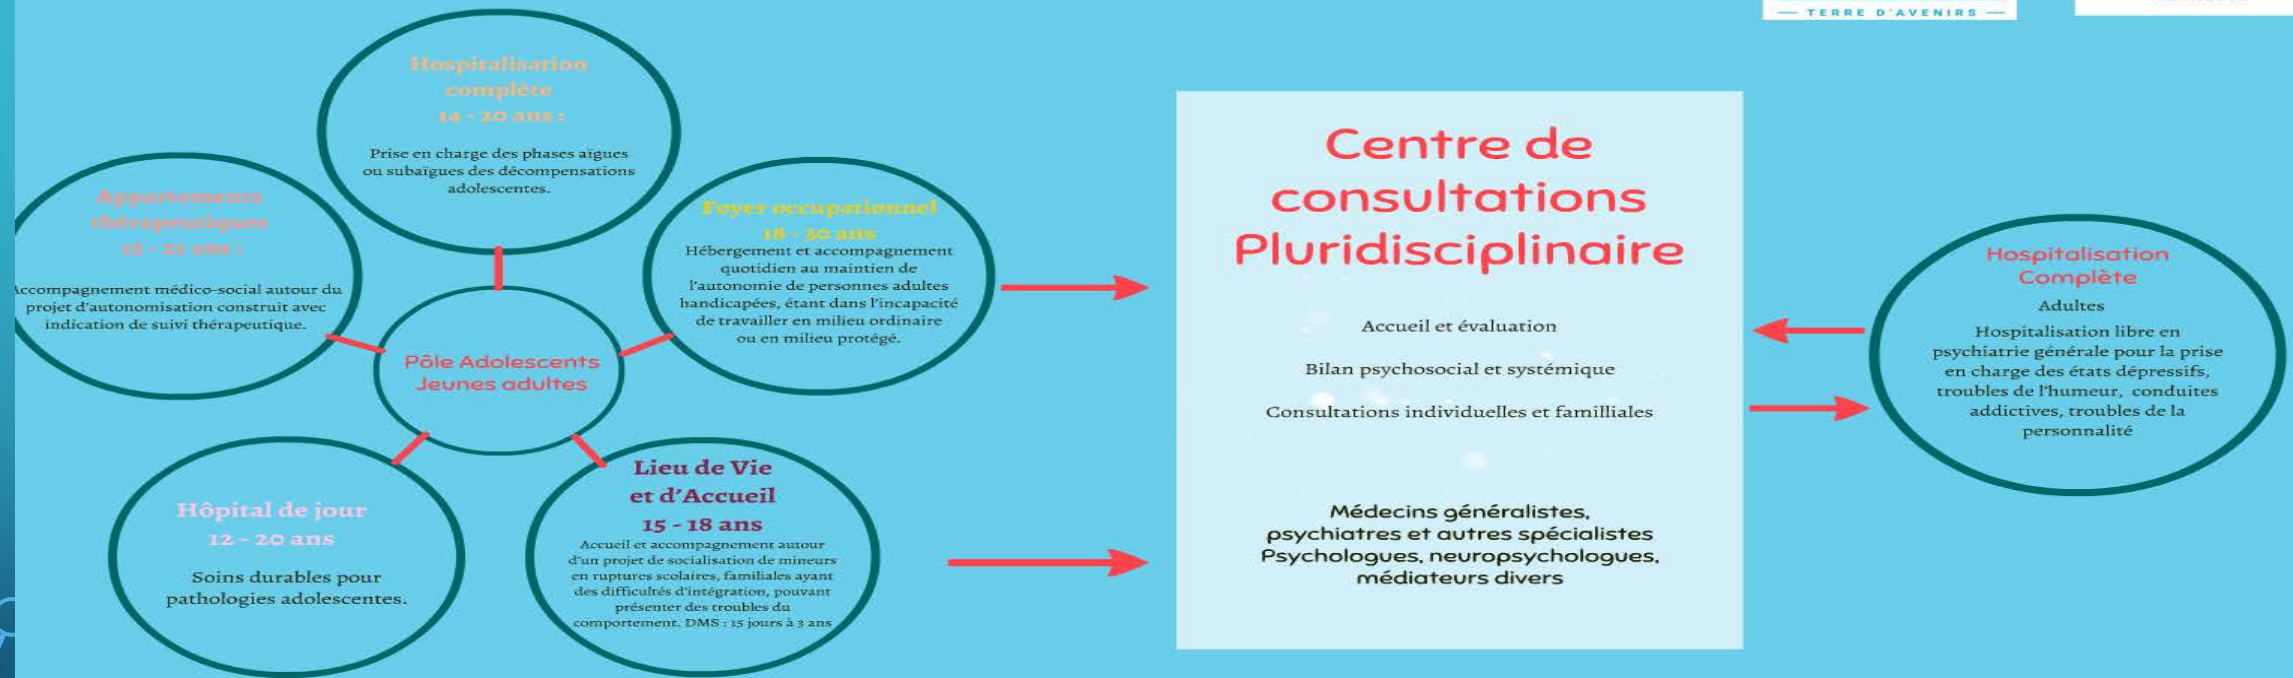 TERRE D'AVENIRS
Hospitalisation
complète
14 - 20 ans :
Prise en charge des phases aïgues
ou subaïgues des décompensations
adolescentes.
Appartements
thérapeutiques
15 - 21 ans :
Accompagnement médico-social autour du
projet d'autonomisation construit avec
indication de suivi thérapeutique.
Foyer occupationnel
18 - 30 ans
Hébergement et accompagnement
quotidien au maintien de
l'autonomie de personnes adultes
handicapées, étant dans l'incapacité
de travailler en milieu ordinaire
ou en milieu protégé.
Pôle Adolescents
Jeunes adultes
Hôpital de jour
12 - 20 ans
Soins durables pour
pathologies adolescentes.
Lieu de Vie
et d'Accueil
15 - 18 ans
Accueil et accompagnement autour
d'un projet de socialisation de mineurs
en ruptures scolaires, familiales ayant
des difficultés d'intégration, pouvant
présenter des troubles du
comportement. DMS : 15 jours à 3 ans
Centre de
consultations
Pluridisciplinaire
Accueil et évaluation
Bilan psychosocial et systémique
Consultations individuelles et familliales
Médecins généralistes,
psychiatres et autres spécialistes
Psychologues, neuropsychologues,
médiateurs divers
Hospitalisation
Complète
Adultes
Hospitalisation libre en
psychiatrie générale pour la prise
en charge des états dépressifs,
troubles de l'humeur, conduites
addictives, troubles de la
personnalité